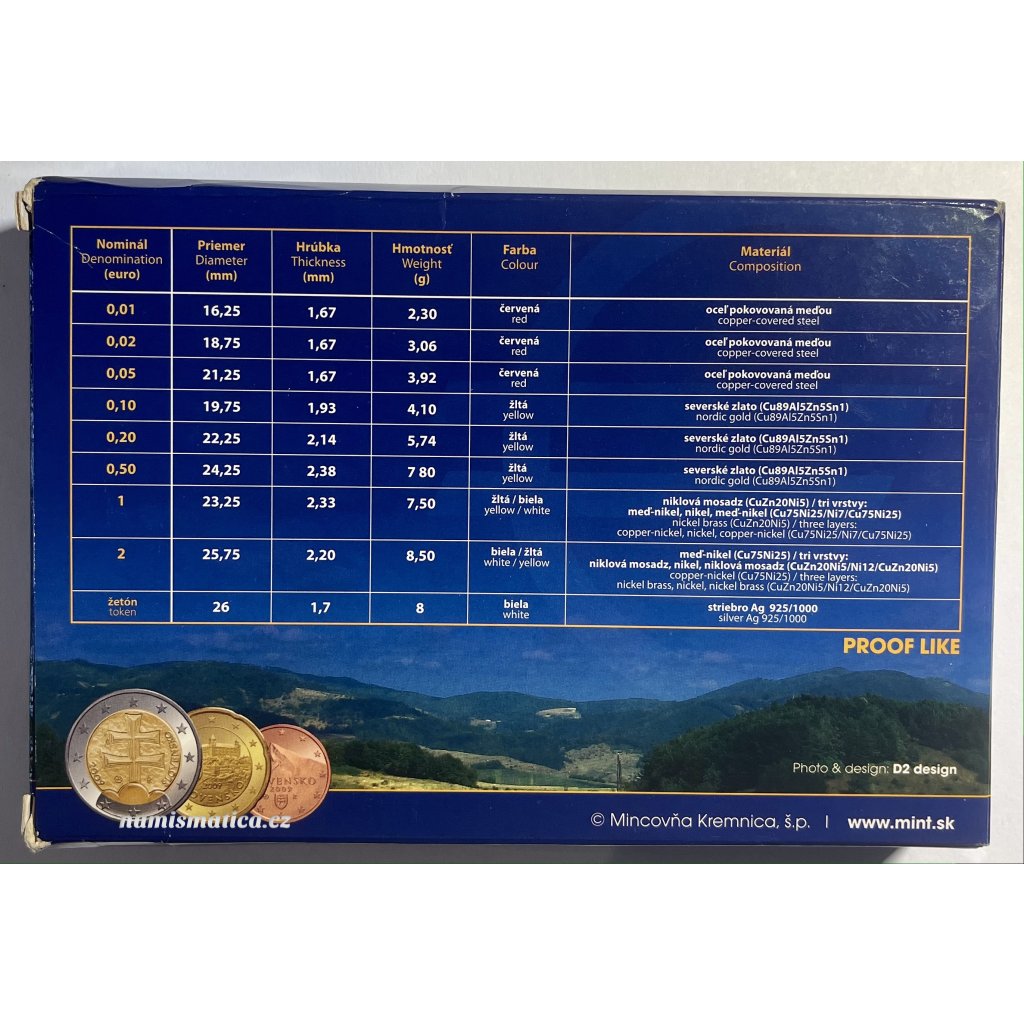 Nominál Priemer Hrúbka Hmotnosť Farba Materiál
Denomination Diameter Thickness Weight Colour Composition
(euro) (mm) (mm) (g)
0,01 16,25 1,67 2,30 červená oceľ pokovovaná meďou
red copper-covered steel
0,02 18,75 1,67 3,06 červená oceľ pokovovaná meďou
red copper-covered steel
0,05 21,25 1,67 3,92 červená oceľ pokovovaná meďou
red copper-covered steel
0,10 19,75 1,93 4,10 žltá severské zlato (Cu89Al5Zn5Sn1)
yellow nordic gold (Cu89Al5Zn5Sn1)
0,20 22,25 2,14 5,74 žltá severské zlato (Cu89Al5Zn5Sn1)
yellow nordic gold (Cu89Al5Zn5Sn1)
0,50 24,25 2,38 7 80 žltá severské zlato (Cu89Al5Zn5Sn1)
yellow nordic gold (Cu89Al5Zn5Sn1)
1 23,25 2,33 7,50 žltá / biela niklová mosadz (CuZn20Ni5) / tri vrstvy:
yellow / white meď-nikel, nikel, meď-nikel (Cu75Ni25/Ni7/Cu75Ni25)
nickel brass (CuZn20Ni5) / three layers:
copper-nickel, nickel, copper-nickel (Cu75Ni25/Ni7/Cu75Ni25)
2 25,75 2,20 8,50 biela / žltá meď-nikel (Cu75Ni25) / tri vrstvy:
white / yellow niklová mosadz, nikel, niklová mosadz (CuZn20Ni5/Ni12/CuZn20Ni5)
copper-nickel (Cu75Ni25) / three layers:
nickel brass, nickel, nickel brass (CuZn20Ni5/Ni12/CuZn20Ni5)
žetón 26 1,7 8 biela striebro Ag 925/1000
token white silver Ag 925/1000
PROOF LIKE
2009
SLOVENSKO
2009
2009
Photo & design: D2 design
numismatica.cz
© Mincovňa Kremnica, š.p. | www.mint.sk